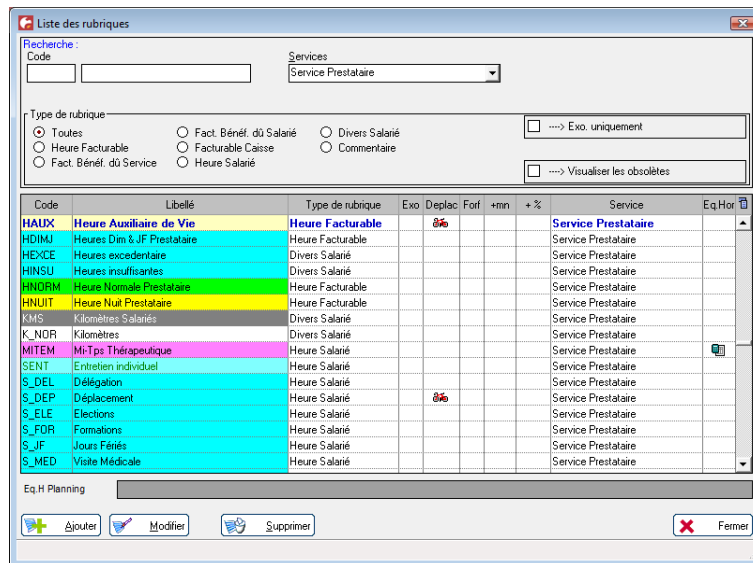 Liste des rubriques
Recherche :
Code
Services
Service Prestataire
Type de rubrique
Toutes
Fact. Bénéf. dû Salarié
Divers Salarié
Heure Facturable
Facturable Caisse
Commentaire
Fact. Bénéf. dû Service
Heure Salarié
----> Exo. uniquement
----> Visualiser les obsolètes
Code Libellé Type de rubrique Exo Deplac Forf +mn + % Service Eq.Hor
HAUX Heure Auxiliaire de Vie Heure Facturable Service Prestataire
HDIMJ Heures Dim & JF Prestataire Heure Facturable Service Prestataire
HEXCE Heures excedentaire Divers Salarié Service Prestataire
HINSU Heures insuffisantes Divers Salarié Service Prestataire
HNORM Heure Normale Prestataire Heure Facturable Service Prestataire
HNUIT Heure Nuit Prestataire Heure Facturable Service Prestataire
KMS Kilomètres Salariés Divers Salarié Service Prestataire
K_NOR Kilomètres Divers Salarié Service Prestataire
MITEM Mi-Tps Thérapeutique Heure Salarié Service Prestataire
SENT Entretien individuel Heure Salarié Service Prestataire
S_DEL Délégation Heure Salarié Service Prestataire
S_DEP Déplacement Heure Salarié Service Prestataire
S_ELE Elections Heure Salarié Service Prestataire
S_FOR Formations Heure Salarié Service Prestataire
S_JF Jours Fériés Heure Salarié Service Prestataire
S_MED Visite Médicale Heure Salarié Service Prestataire
Eq.H Planning
Ajouter Modifier Supprimer Fermer